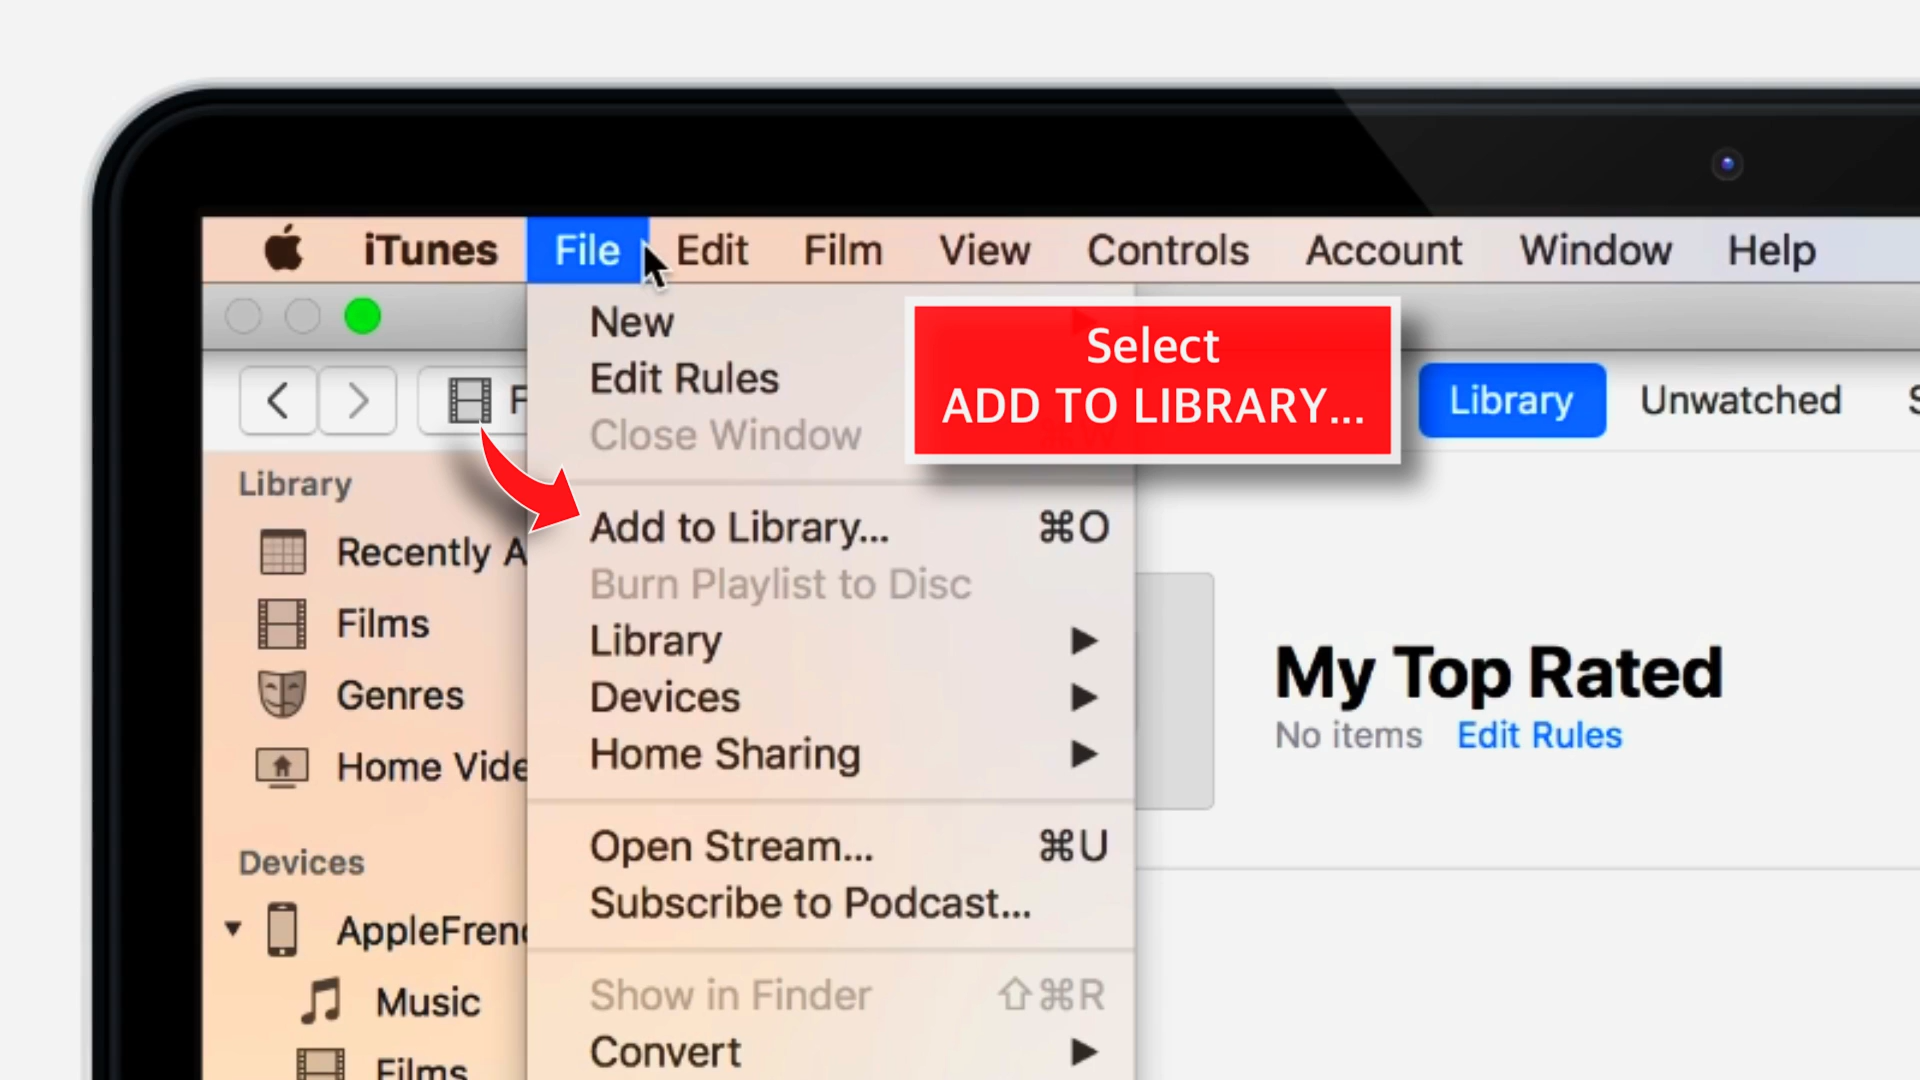 iTunes File Edit Film View Controls Account Window Help
New
Edit Rules
Close Window
Select
ADD TO LIBRARY...
Library Unwatched
Library
Recently A
Films
Genres
Home Vide
Devices
AppleFren
Music
Films
Add to Library... ⌘O
Burn Playlist to Disc
Library
Devices
Home Sharing
Open Stream... ⌘U
Subscribe to Podcast...
Show in Finder ⇧⌘R
Convert
My Top Rated
No items Edit Rules